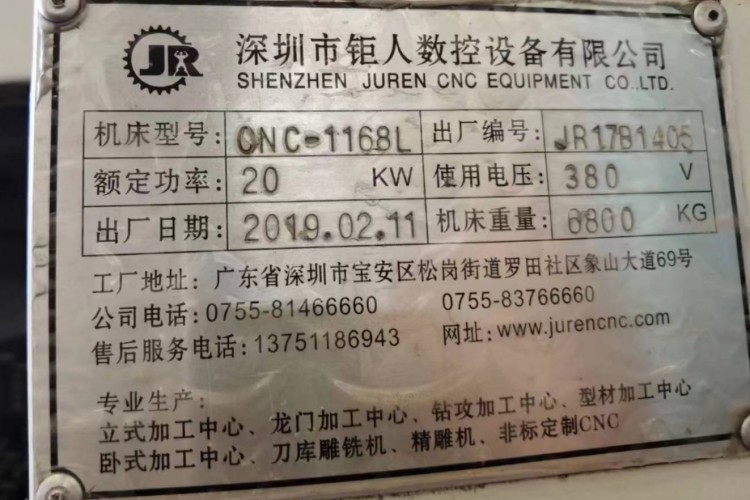 JR
深圳市钜人数控设备有限公司
SHENZHEN JUREN CNC EQUIPMENT CO.,LTD.
机床型号: CNC-1168L 出厂编号: JR17B1405
额定功率: 20 KW 使用电压: 380 V
出厂日期: 2019.02.11 机床重量: 6800 KG
工厂地址: 广东省深圳市宝安区松岗街道罗田社区象山大道69号
公司电话: 0755-81466660 0755-83766660
售后服务电话: 13751186943 网址: www.jurencnc.com
专业生产:
立式加工中心、龙门加工中心、钻攻加工中心、型材加工中心
卧式加工中心、刀库雕铣机、精雕机、非标定制CNC